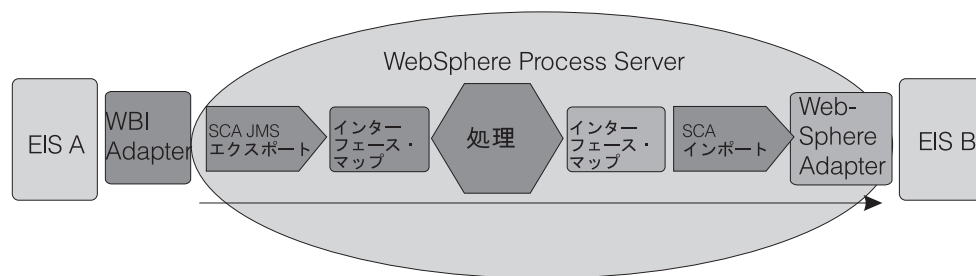 WebSphere Process Server
EIS A
WBI
Adapter
SCA JMS
エクスポート
インター
フェース・
マップ
処理
インター
フェース・
マップ
SCA
インポート
Web-
Sphere
Adapter
EIS B